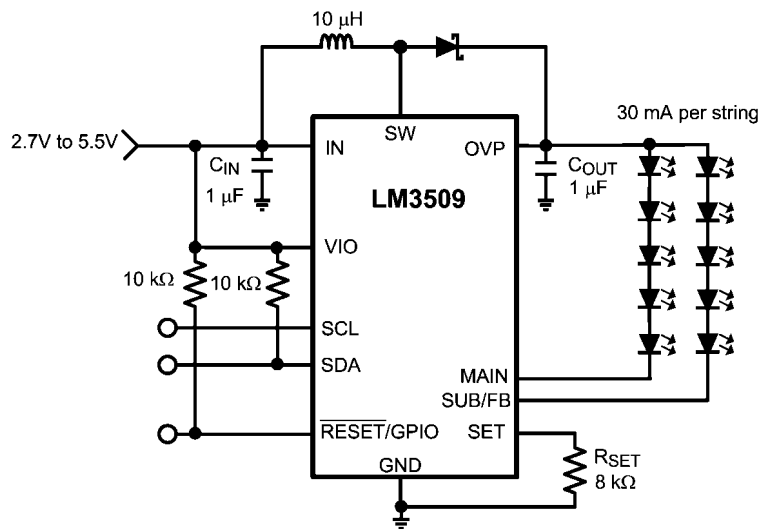 10 μH
30 mA per string
2.7V to 5.5V
SW
IN
OVP
CIN
1 μF
COUT
1 μF
LM3509
VIO
10 kΩ
10 kΩ
SCL
SDA
MAIN
SUB/FB
RESET/GPIO
SET
RSET
8 kΩ
GND